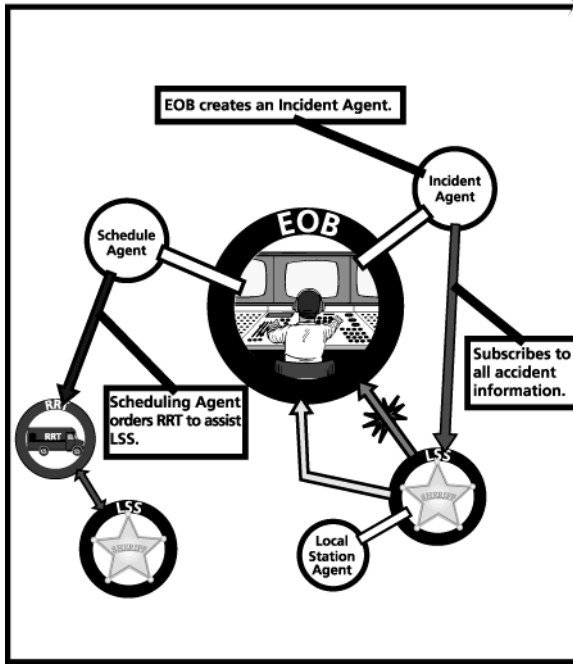 EOB creates an Incident Agent.
Incident
Agent
EOB
Schedule
Agent
Subscribes to
all accident
information.
Scheduling Agent
orders RRT to assist
LSS.
RRT
RRT
LSS
SHERIFF
LSS
SHERIFF
Local
Station
Agent